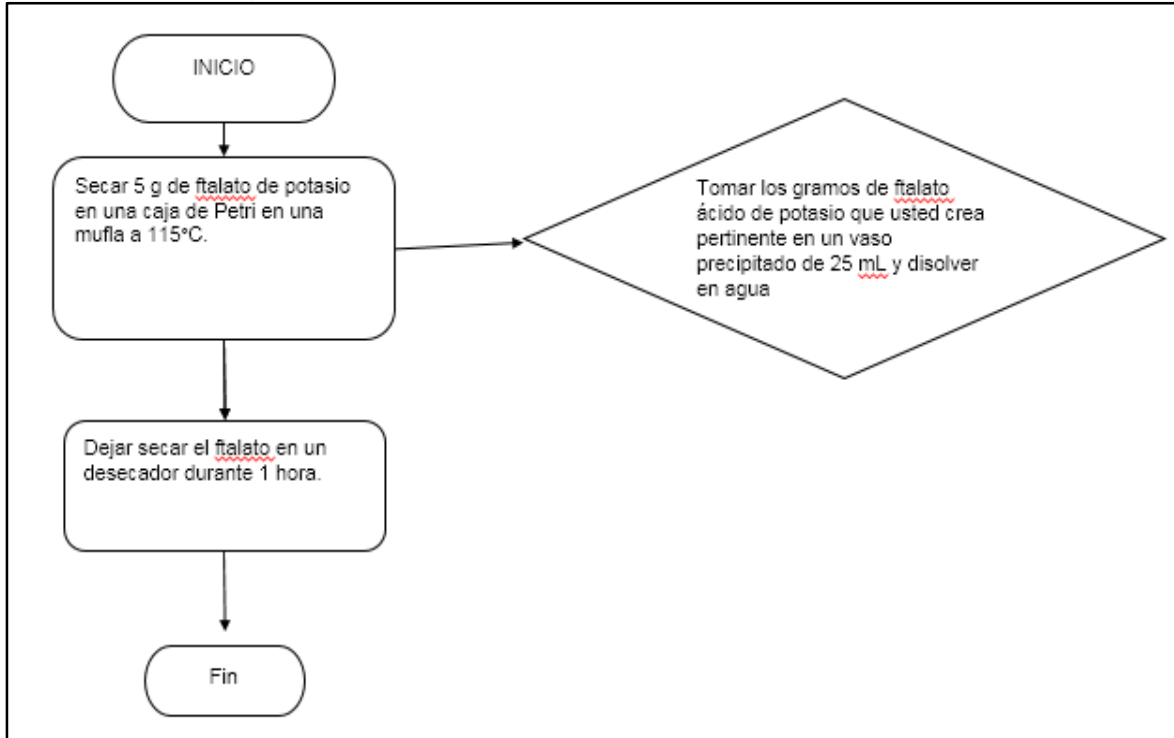 INICIO
Secar 5 g de ftalato de potasio
en una caja de Petri en una
mufla a 115°C.
Tomar los gramos de ftalato
ácido de potasio que usted crea
pertinente en un vaso
precipitado de 25 mL y disolver
en agua
Dejar secar el ftalato en un
desecador durante 1 hora.
Fin